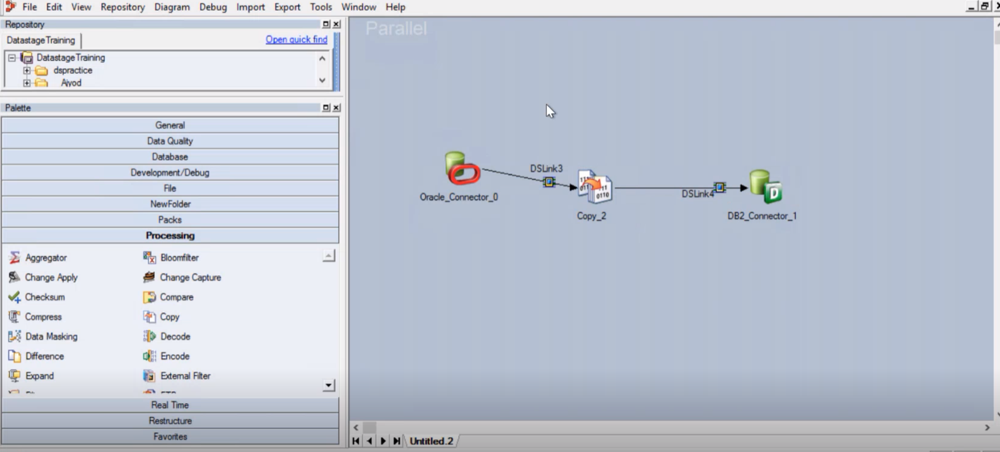 File Edit View Repository Diagram Debug Import Export Tools Window Help
Repository
DatastageTraining
Open quick find
DatastageTraining
dspractice
Ajyod
Palette
General
Data Quality
Database
Development/Debug
File
NewFolder
Packs
Processing
Aggregator Bloomfilter
Change Apply Change Capture
Checksum Compare
Compress Copy
Data Masking Decode
Difference Encode
Expand External Filter
Real Time
Restructure
Favorites
Parallel
Oracle_Connector_0
DSLink3
Copy_2
DSLink4
DB2_Connector_1
Untitled.2